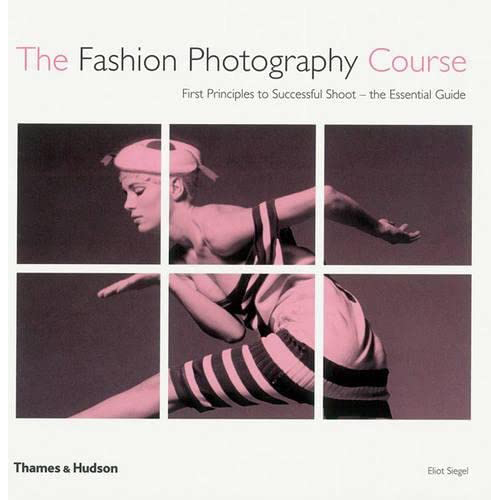 The Fashion Photography Course
First Principles to Successful Shoot – the Essential Guide
Thames & Hudson
Eliot Siegel